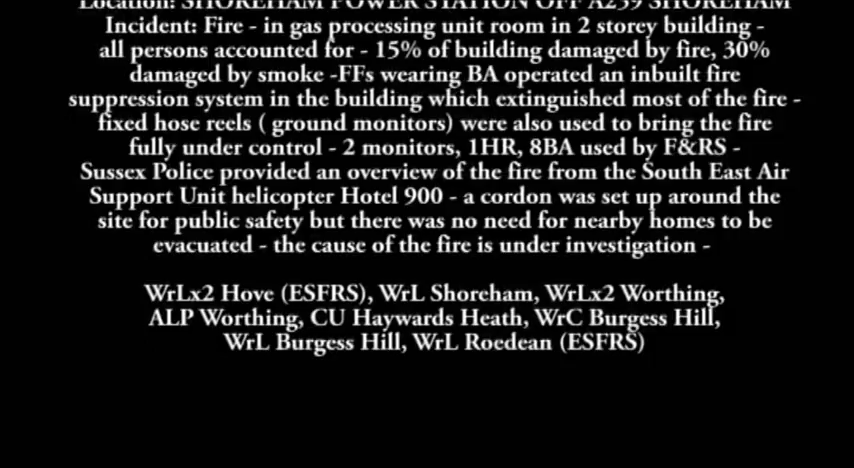 Location: SHOREHAM POWER STATION OFF A259 SHOREHAM
Incident: Fire - in gas processing unit room in 2 storey building -
all persons accounted for - 15% of building damaged by fire, 30%
damaged by smoke -FFs wearing BA operated an inbuilt fire
suppression system in the building which extinguished most of the fire -
fixed hose reels ( ground monitors) were also used to bring the fire
fully under control - 2 monitors, 1HR, 8BA used by F&RS -
Sussex Police provided an overview of the fire from the South East Air
Support Unit helicopter Hotel 900 - a cordon was set up around the
site for public safety but there was no need for nearby homes to be
evacuated - the cause of the fire is under investigation -
WrLx2 Hove (ESFRS), WrL Shoreham, WrLx2 Worthing,
ALP Worthing, CU Haywards Heath, WrC Burgess Hill,
WrL Burgess Hill, WrL Roedean (ESFRS)